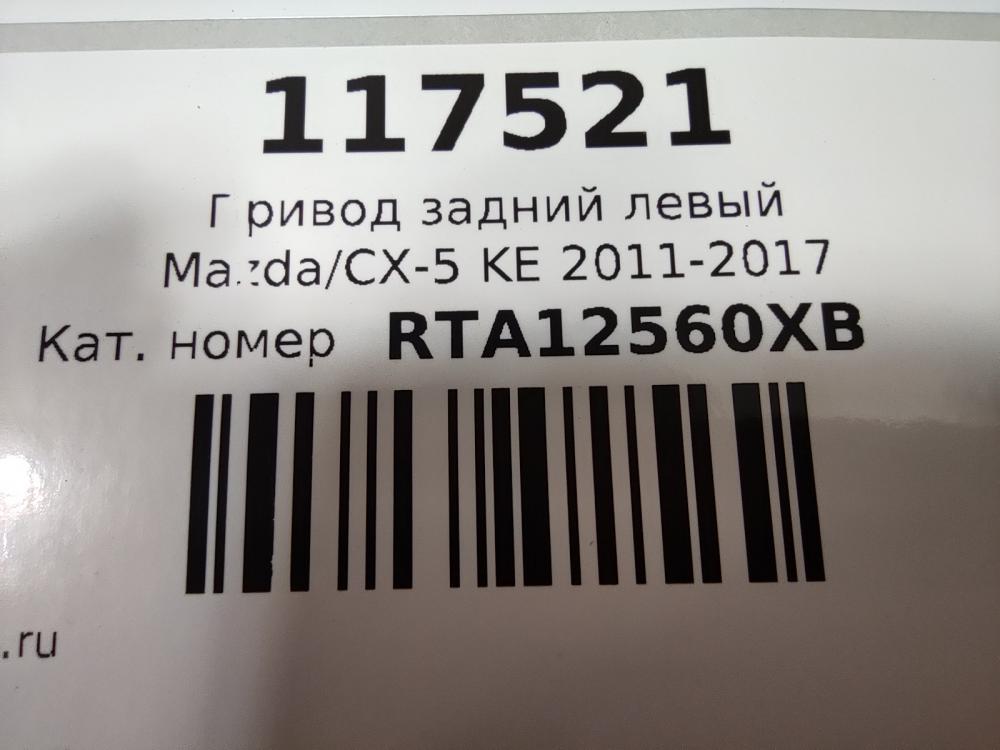 117521
Привод задний левый
Mazda/CX-5 KE 2011-2017
Кат. номер RTA12560XB
.ru